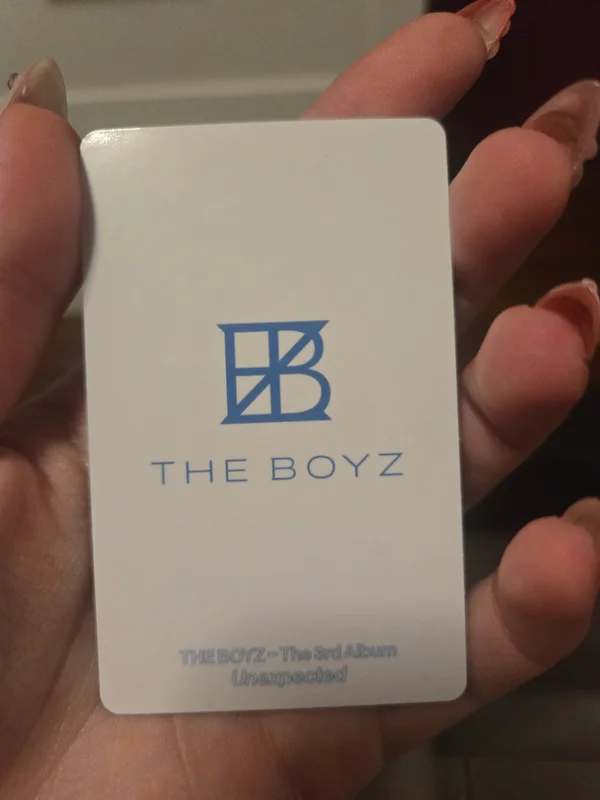 THE BOYZ
THE BOYZ – The 3rd Album
Unexpected